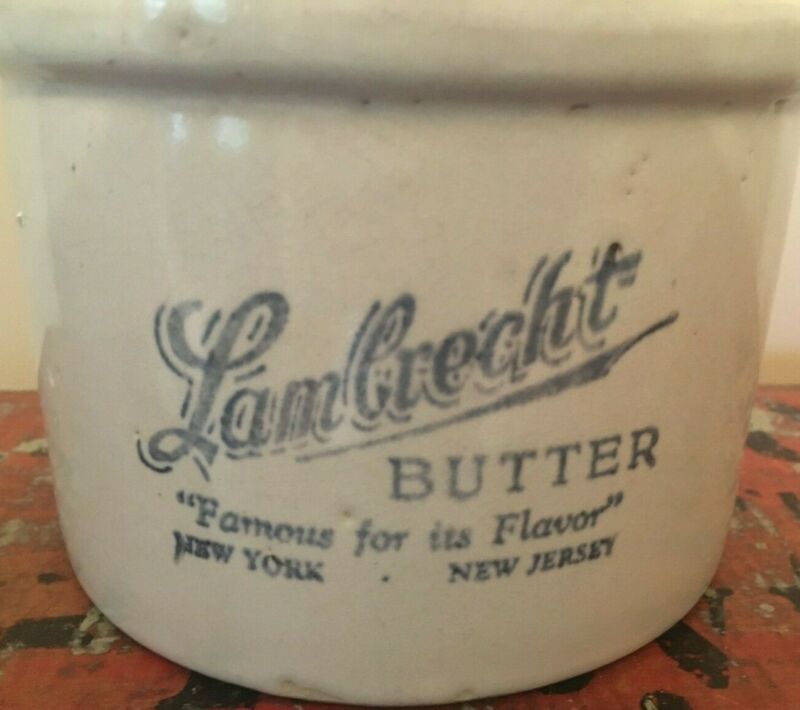 Lambrecht
BUTTER
"Famous for its Flavor"
NEW YORK . NEW JERSEY